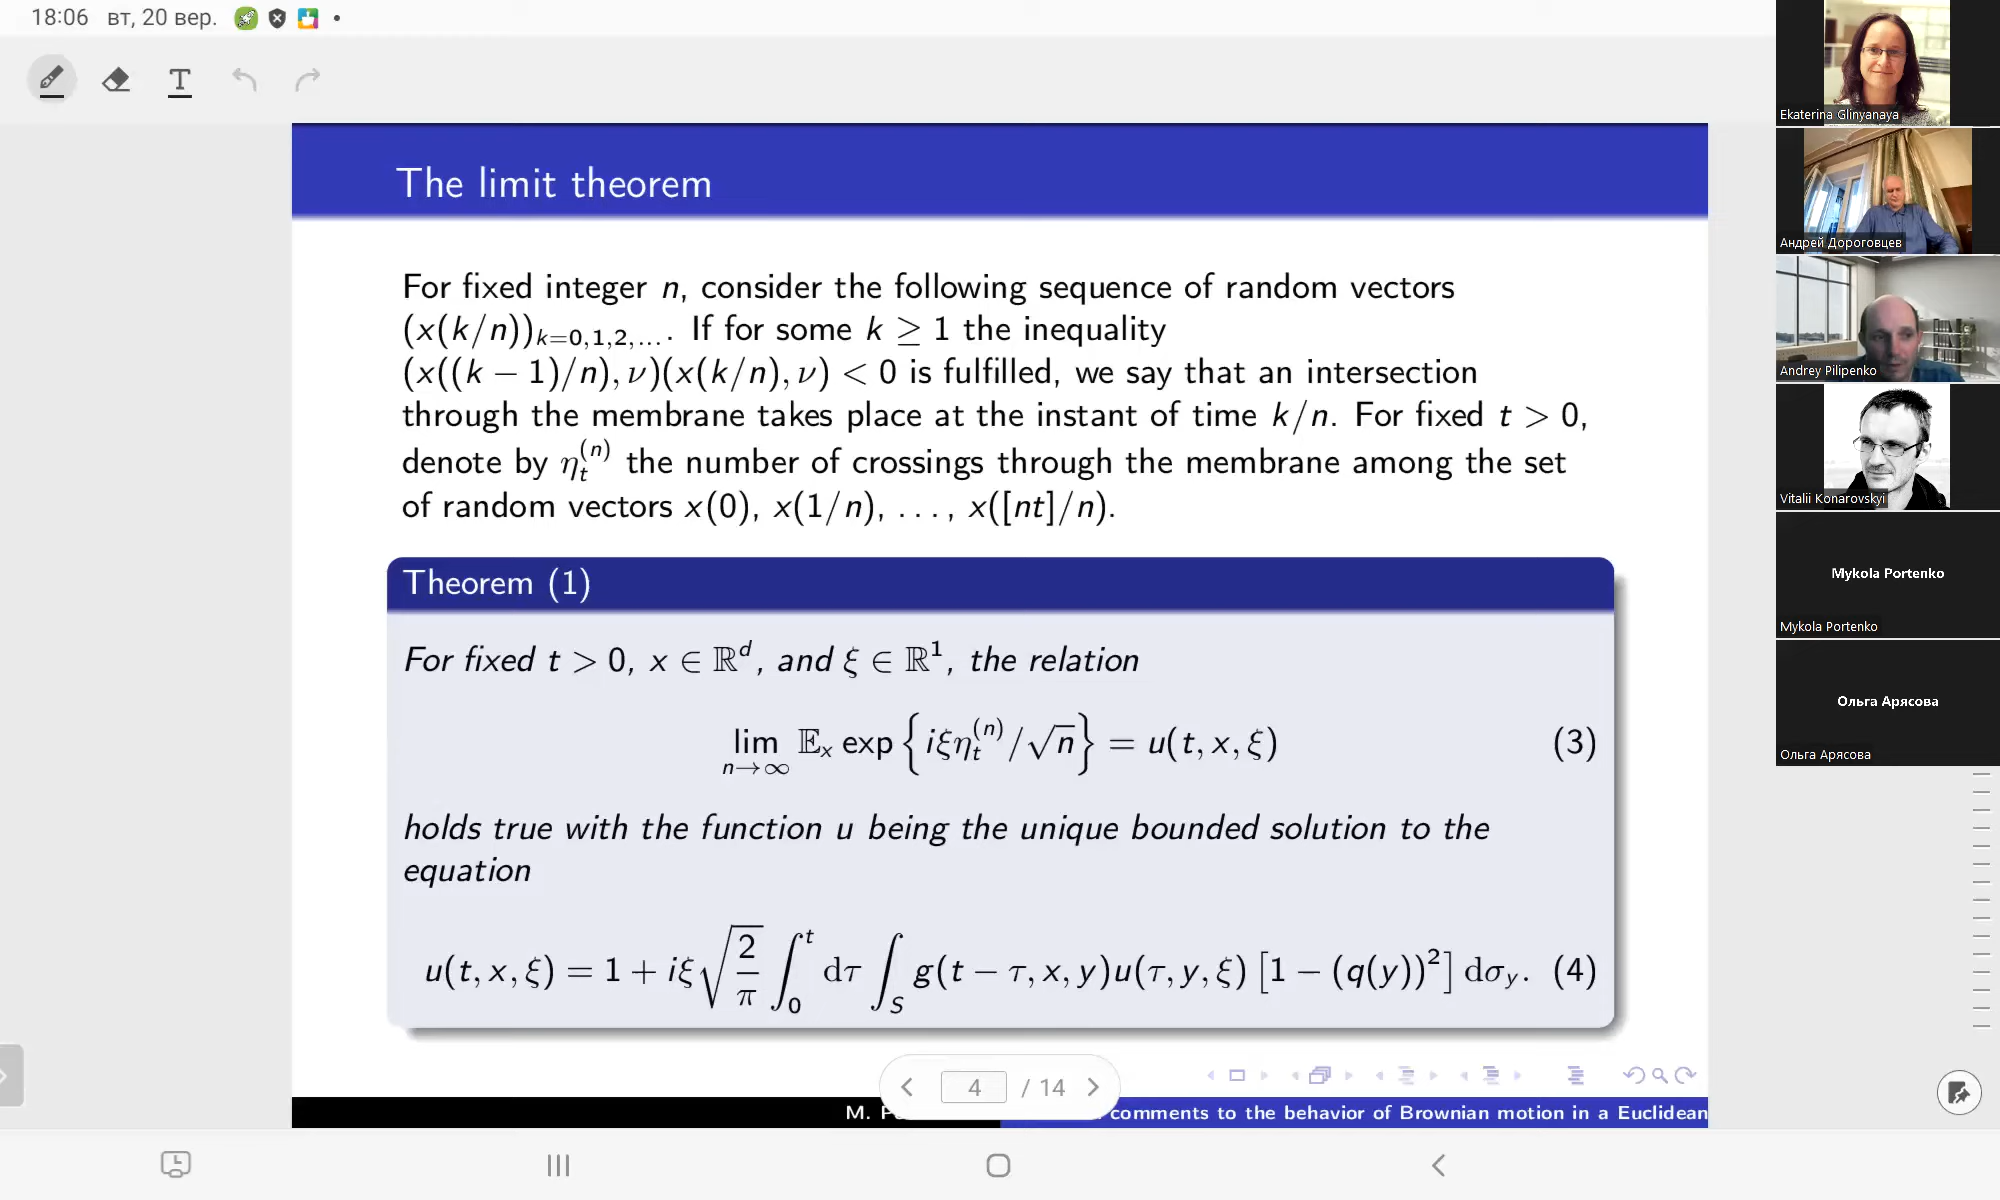 18:06 вт, 20 вер.
T
The limit theorem
For fixed integer n, consider the following sequence of random vectors
(x(k/n))_{k=0,1,2,...}. If for some k ≥ 1 the inequality
(x((k − 1)/n), ν)(x(k/n), ν) < 0 is fulfilled, we say that an intersection
through the membrane takes place at the instant of time k/n. For fixed t > 0,
denote by η_t^{(n)} the number of crossings through the membrane among the set
of random vectors x(0), x(1/n), ..., x([nt]/n).
Theorem (1)
For fixed t > 0, x ∈ ℝ^d, and ξ ∈ ℝ^1, the relation
lim_{n→∞} 𝔼_x exp{iξη_t^{(n)}/√n} = u(t, x, ξ) (3)
holds true with the function u being the unique bounded solution to the
equation
u(t, x, ξ) = 1 + iξ√(2/π) ∫_0^t dτ ∫_S g(t − τ, x, y)u(τ, y, ξ) [1 − (q(y))^2] dσ_y. (4)
4 / 14
M. comments to the behavior of Brownian motion in a Euclidean
Ekaterina Glinyanaya
Андрей Дороговцев
Andrey Pilipenko
Vitalii Konarovskyi
Mykola Portenko
Mykola Portenko
Ольга Арясова
Ольга Арясова